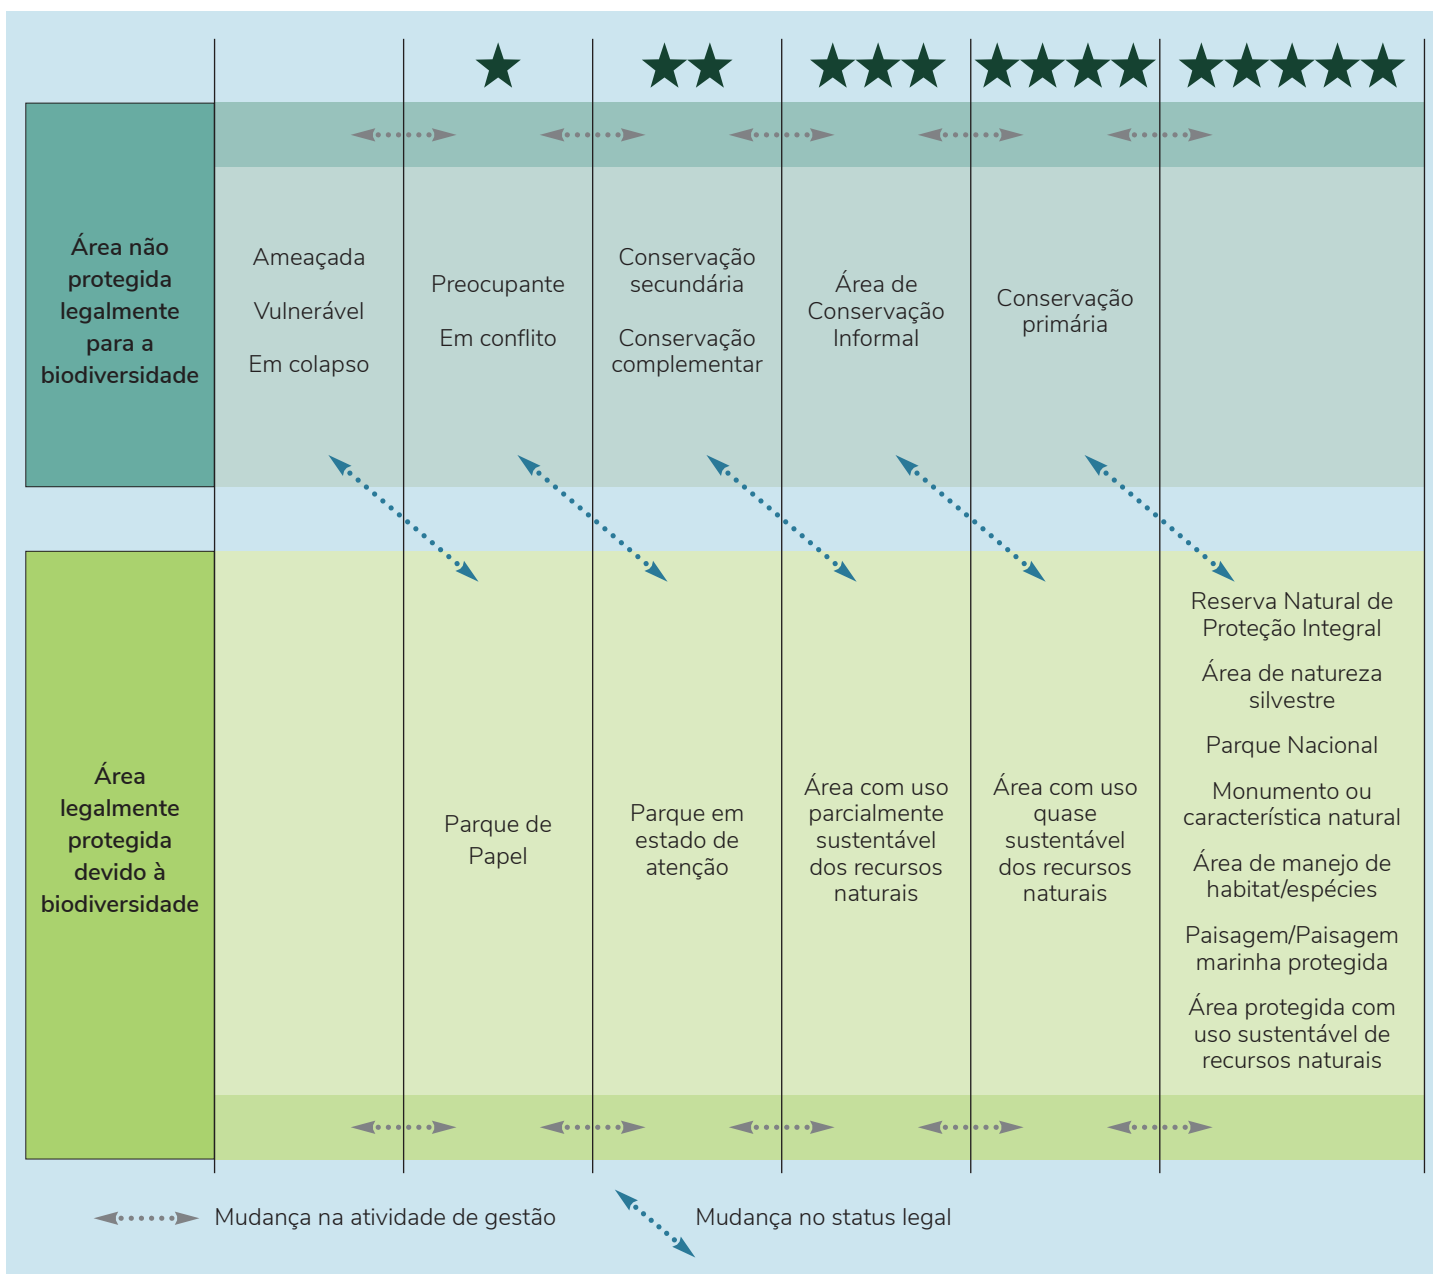 Área não
protegida
legalmente
para a
biodiversidade
Ameaçada
Vulnerável
Em colapso
Preocupante
Em conflito
Conservação
secundária
Conservação
complementar
Área de
Conservação
Informal
Conservação
primária
Área
legalmente
protegida
devido à
biodiversidade
Parque de
Papel
Parque em
estado de
atenção
Área com uso
parcialmente
sustentável
dos recursos
naturais
Área com uso
quase
sustentável
dos recursos
naturais
Reserva Natural de
Proteção Integral
Área de natureza
silvestre
Parque Nacional
Monumento ou
característica natural
Área de manejo de
habitat/espécies
Paisagem/Paisagem
marinha protegida
Área protegida com
uso sustentável de
recursos naturais
Mudança na atividade de gestão
Mudança no status legal